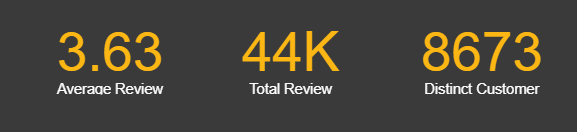 3.63 44K 8673
Average Review Total Review Distinct Customer